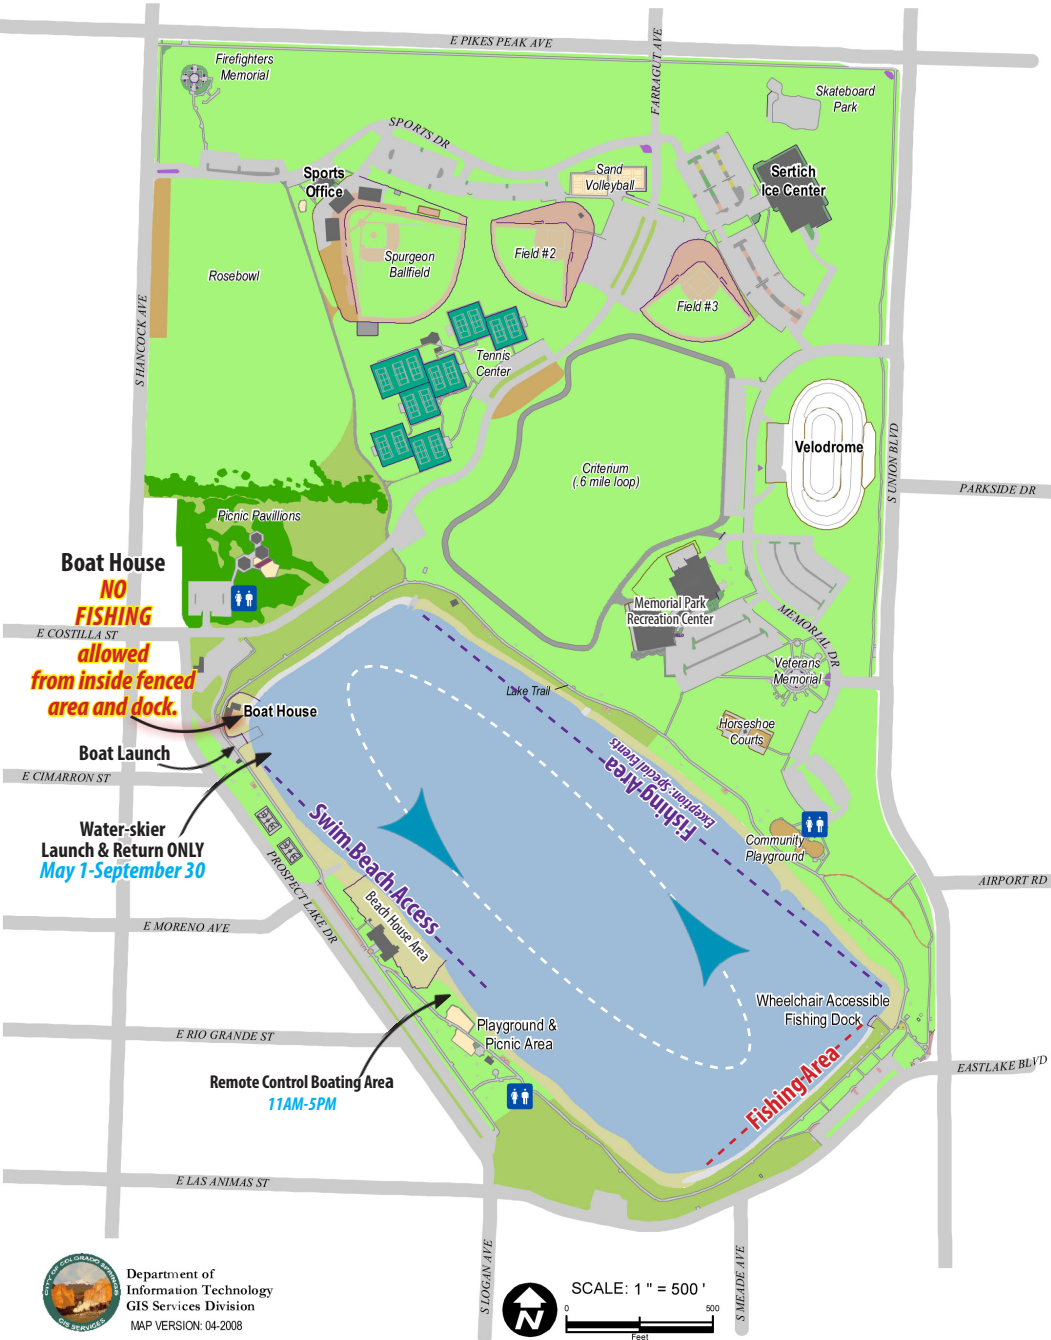 E PIKES PEAK AVE
FARRAGUT AVE
Firefighters
Memorial
Skateboard
Park
SPORTS DR
Sports
Office
Sand
Volleyball
Sertich
Ice Center
Rosebowl
Spurgeon
Ballfield
Field #2
Field #3
S HANCOCK AVE
Tennis
Center
Criterium
(.6 mile loop)
Velodrome
S UNION BLVD
PARKSIDE DR
Picnic Pavillions
Boat House
NO
FISHING
allowed
from inside fenced
area and dock.
E COSTILLA ST
Memorial Park
Recreation Center
MEMORIAL DR
Veterans
Memorial
Lake Trail
Boat House
Horseshoe
Courts
Boat Launch
E CIMARRON ST
Fishing Area
Exception: Special Events
Water-skier
Launch & Return ONLY
May 1-September 30
Swim Beach Access
Community
Playground
PROSPECT LAKE DR
Beach House Area
AIRPORT RD
E MORENO AVE
Wheelchair Accessible
Fishing Dock
E RIO GRANDE ST
Playground &
Picnic Area
Fishing Area
EASTLAKE BLVD
Remote Control Boating Area
11AM-5PM
E LAS ANIMAS ST
S LOGAN AVE
S MEADE AVE
CITY OF COLORADO SPRINGS
GIS SERVICES
Department of
Information Technology
GIS Services Division
MAP VERSION: 04-2008
N
SCALE: 1 " = 500 '
0 500
Feet